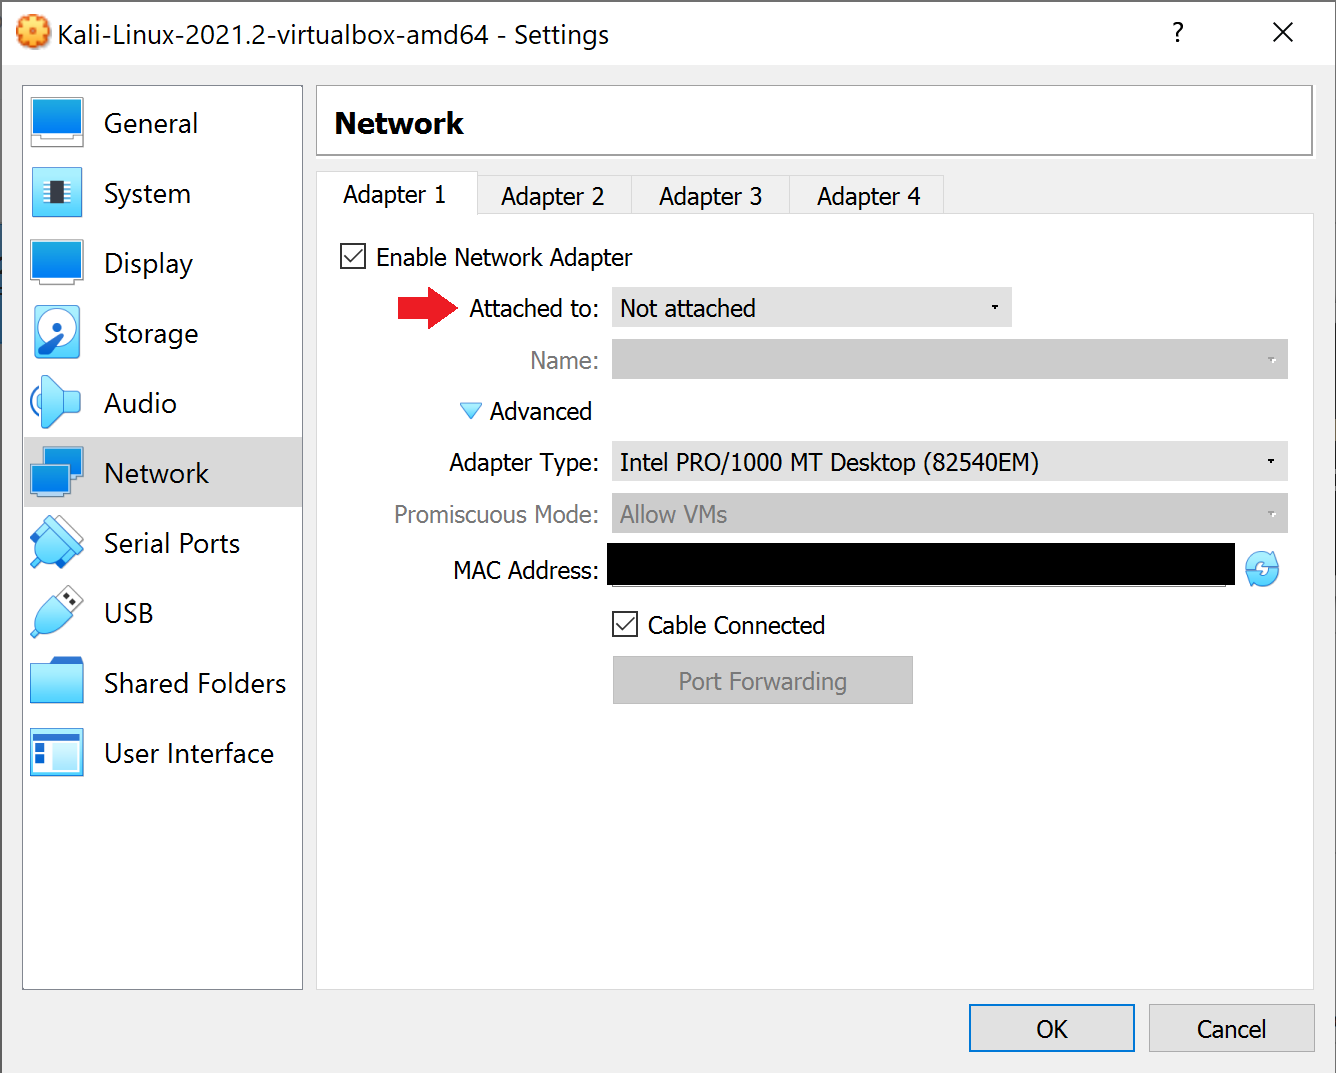 Kali-Linux-2021.2-virtualbox-amd64 - Settings
?
General
System
Display
Storage
Audio
Network
Serial Ports
USB
Shared Folders
User Interface
Network
Adapter 1
Adapter 2
Adapter 3
Adapter 4
Enable Network Adapter
Attached to: Not attached
Name:
Advanced
Adapter Type: Intel PRO/1000 MT Desktop (82540EM)
Promiscuous Mode: Allow VMs
MAC Address:
Cable Connected
Port Forwarding
OK
Cancel